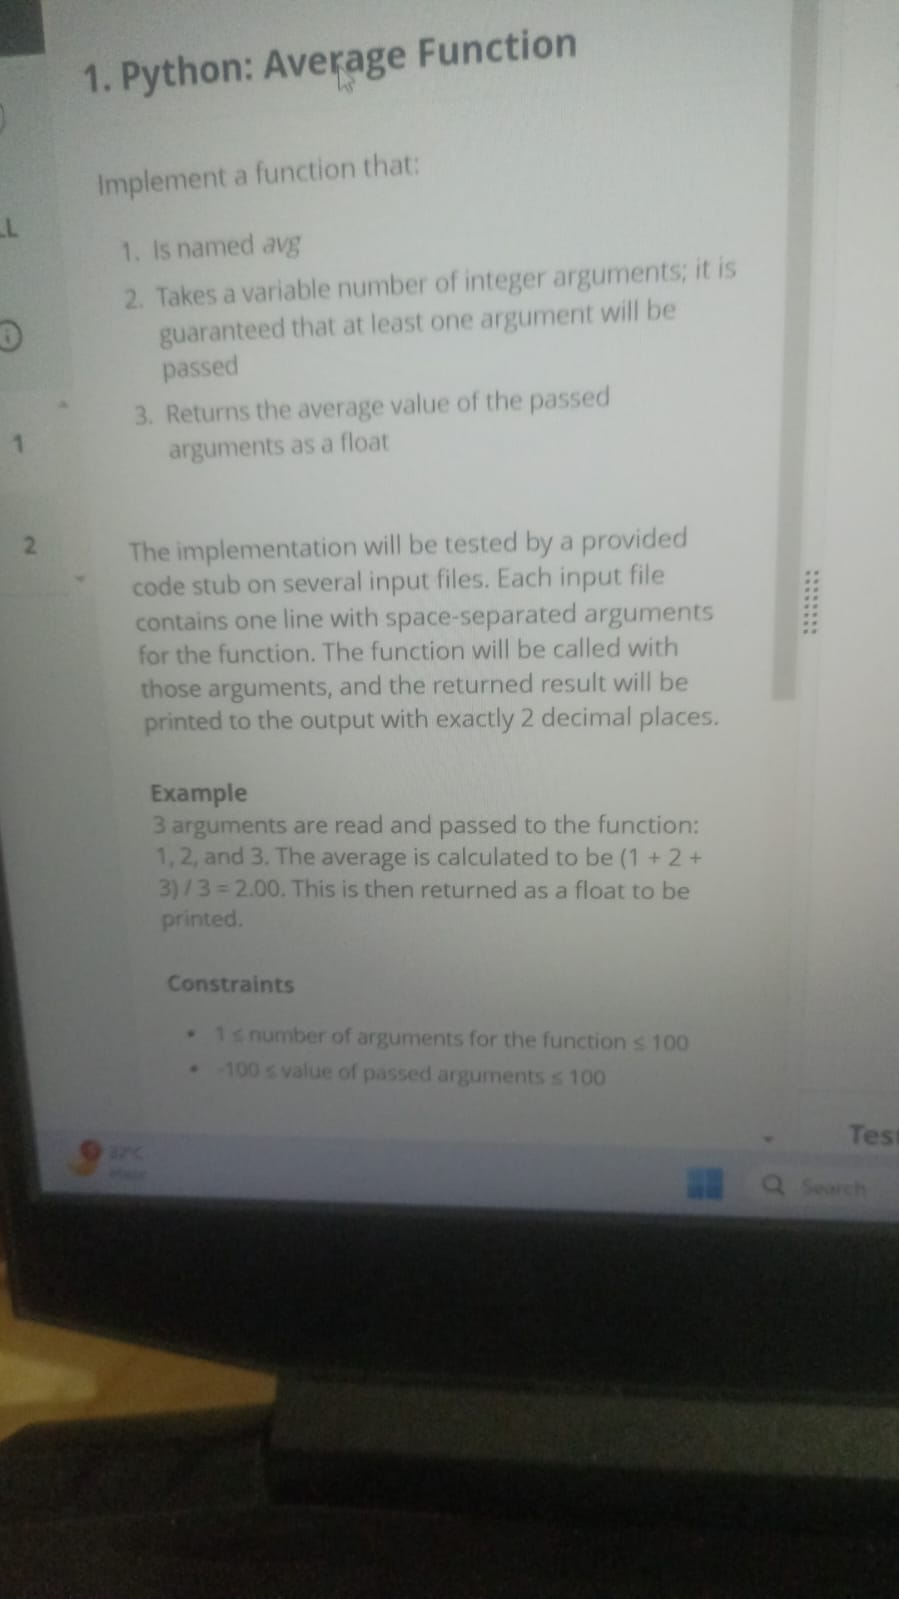 1. Python: Average Function
Implement a function that:
LL
1. Is named avg
2. Takes a variable number of integer arguments; it is
guaranteed that at least one argument will be
passed
3. Returns the average value of the passed
arguments as a float
1
2
The implementation will be tested by a provided
code stub on several input files. Each input file
contains one line with space-separated arguments
for the function. The function will be called with
those arguments, and the returned result will be
printed to the output with exactly 2 decimal places.
Example
3 arguments are read and passed to the function:
1, 2, and 3. The average is calculated to be (1 + 2 +
3) / 3 = 2.00. This is then returned as a float to be
printed.
Constraints
• 1 ≤ number of arguments for the function ≤ 100
• -100 ≤ value of passed arguments ≤ 100
Test
Search